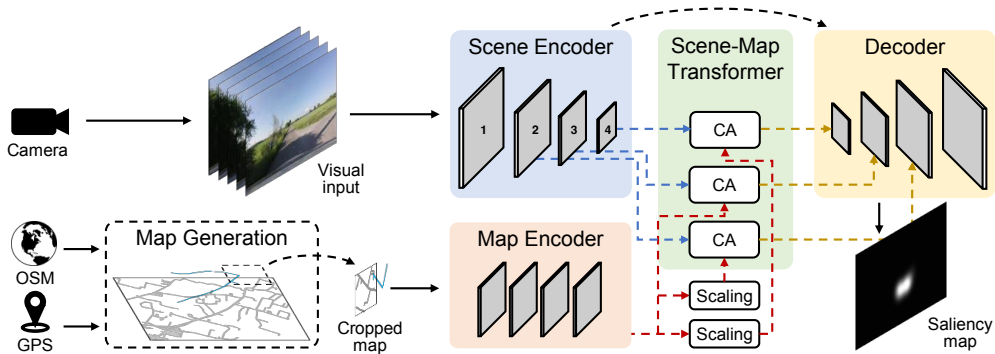 Camera
Visual
input
Scene Encoder
1
2
3
4
Scene-Map
Transformer
CA
CA
CA
Decoder
OSM
GPS
Map Generation
Cropped
map
Map Encoder
Scaling
Scaling
Saliency
map